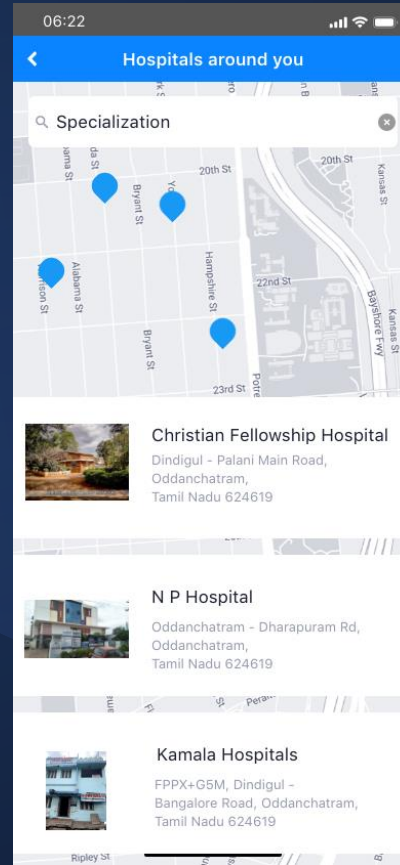 06:22
Hospitals around you
Specialization
20th St
20th St
Kansas St
Bryant St
Alabama St
Hampshire St
22nd St
Bayshore Fwy
Kansas St
Bryant St
23rd St
Christian Fellowship Hospital
Dindigul - Palani Main Road,
Oddanchatram,
Tamil Nadu 624619
N P Hospital
Oddanchatram - Dharapuram Rd,
Oddanchatram,
Tamil Nadu 624619
Kamala Hospitals
FPPX+G5M, Dindigul -
Bangalore Road, Oddanchatram,
Tamil Nadu 624619
Ripley St